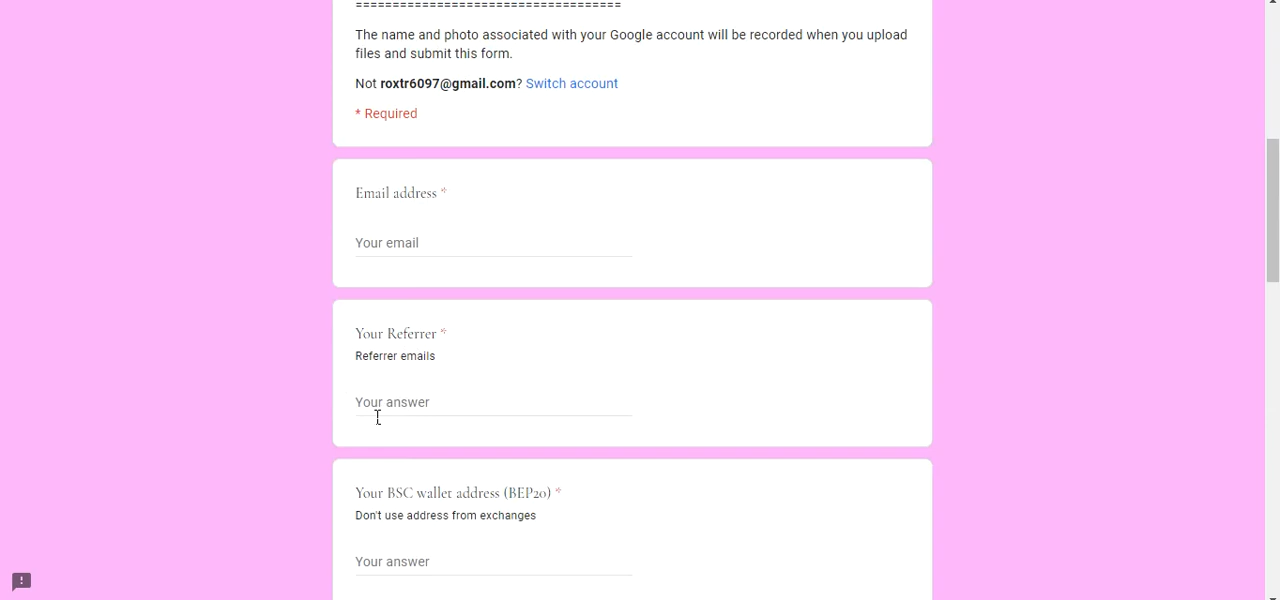 ===================================
The name and photo associated with your Google account will be recorded when you upload
files and submit this form.
Not roxtr6097@gmail.com? Switch account
* Required
Email address *
Your email
Your Referrer *
Referrer emails
Your answer
Your BSC wallet address (BEP20) *
Don't use address from exchanges
Your answer